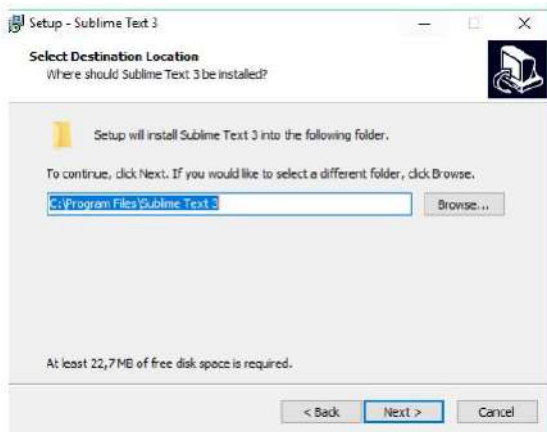 Setup - Sublime Text 3
Select Destination Location
Where should Sublime Text 3 be installed?
Setup will install Sublime Text 3 into the following folder.
To continue, click Next. If you would like to select a different folder, click Browse.
C:\Program Files\Sublime Text 3
Browse...
At least 22,7 MB of free disk space is required.
< Back
Next >
Cancel